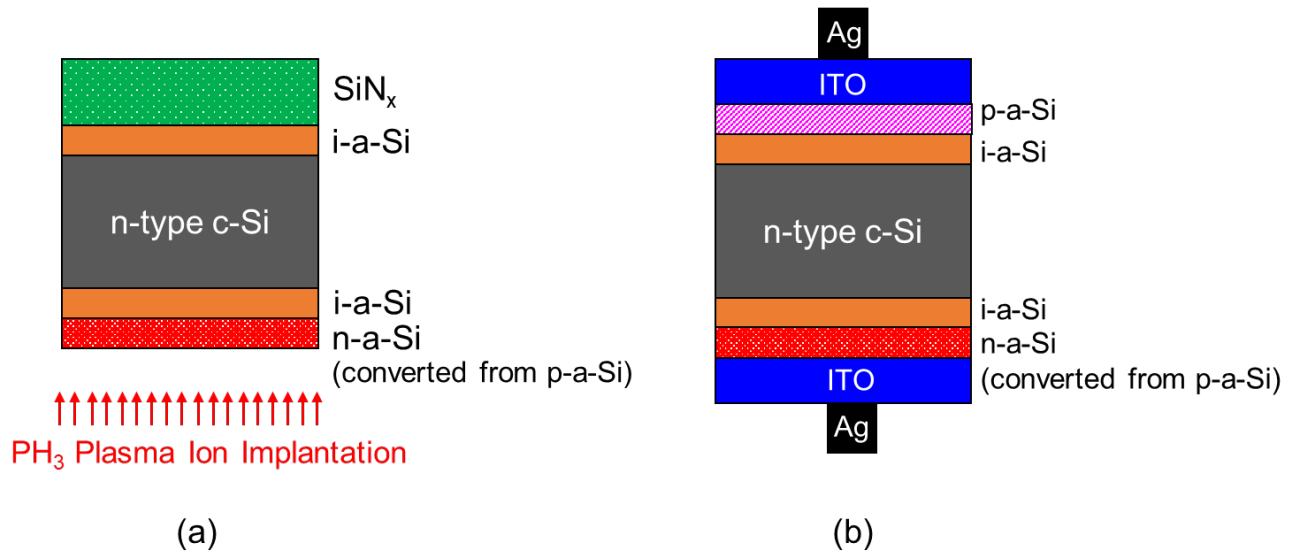 SiNx
i-a-Si
n-type c-Si
i-a-Si
n-a-Si
(converted from p-a-Si)
PH3 Plasma Ion Implantation
(a)
Ag
ITO
p-a-Si
i-a-Si
n-type c-Si
i-a-Si
n-a-Si
(converted from p-a-Si)
ITO
Ag
(b)